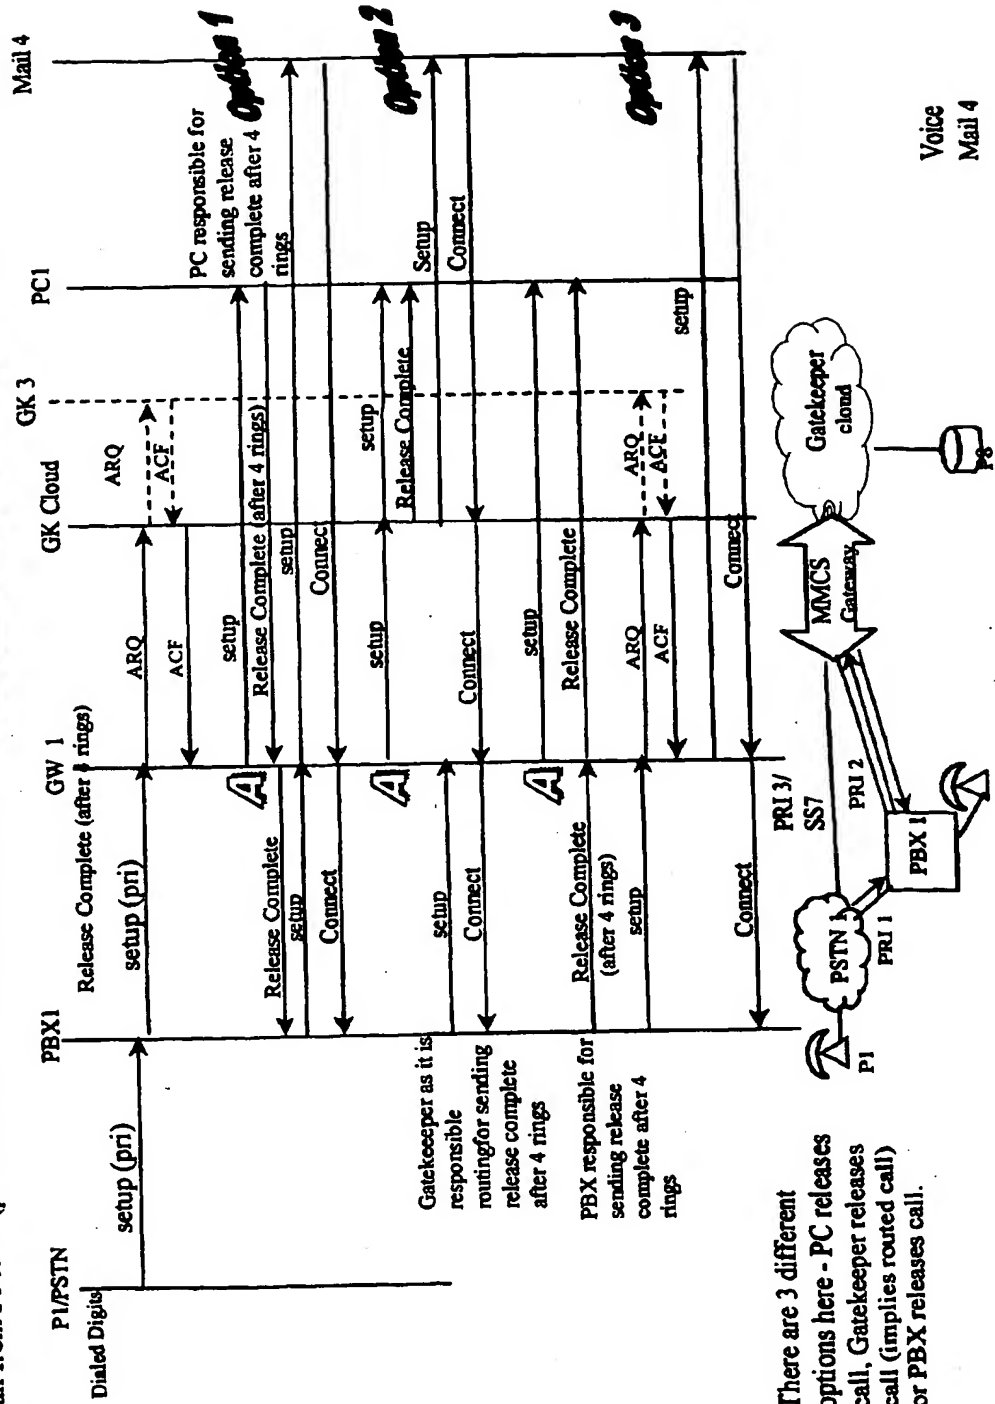 P1/PSTN
PBX1
GW 1
GK Cloud
GK 3
PC1
Mail 4
Dialed Digits
setup (pri)
Release Complete (after 4 rings)
setup (pri)
ARQ
ARQ
ACF
ACF
PC responsible for
sending release
complete after 4
rings
Option 1
setup
A
Release Complete (after 4 rings)
Release Complete
setup
setup
Connect
Connect
Option 2
A
setup
setup
Release Complete
Setup
Connect
setup
Connect
Connect
Gatekeeeper as it is
responsible
routingfor sending
release complete
after 4 rings
Option 3
A
setup
Release Complete
Release Complete
(after 4 rings)
PBX responsible for
sending release
complete after 4
rings
setup
ARQ
ARQ
ACF
ACF
setup
Connect
Connect
There are 3 different
options here - PC releases
call, Gatekeeper releases
call (implies routed call)
or PBX releases call.
P1
PSTN 1
PRI 1
PBX 1
PRI 2
PRI 3/
SS7
MMCS
Gateway
Gatekeeper
cloud
P8
Voice
Mail 4